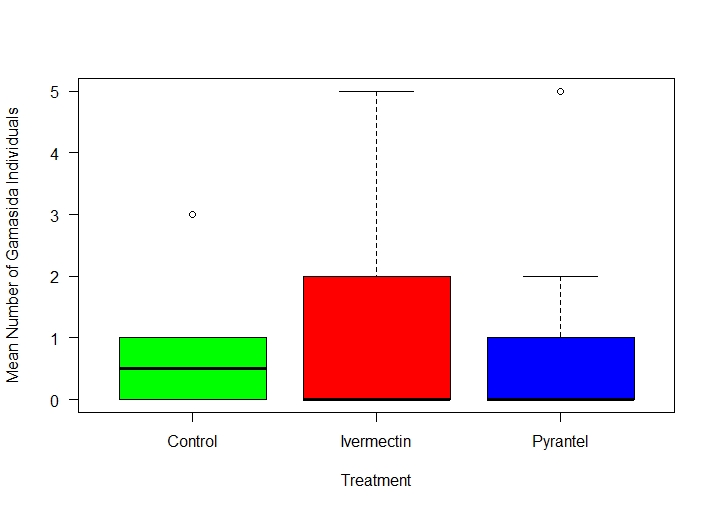 Mean Number of Gamasida Individuals
5
4
3
2
1
0
Control Ivermectin Pyrantel
Treatment